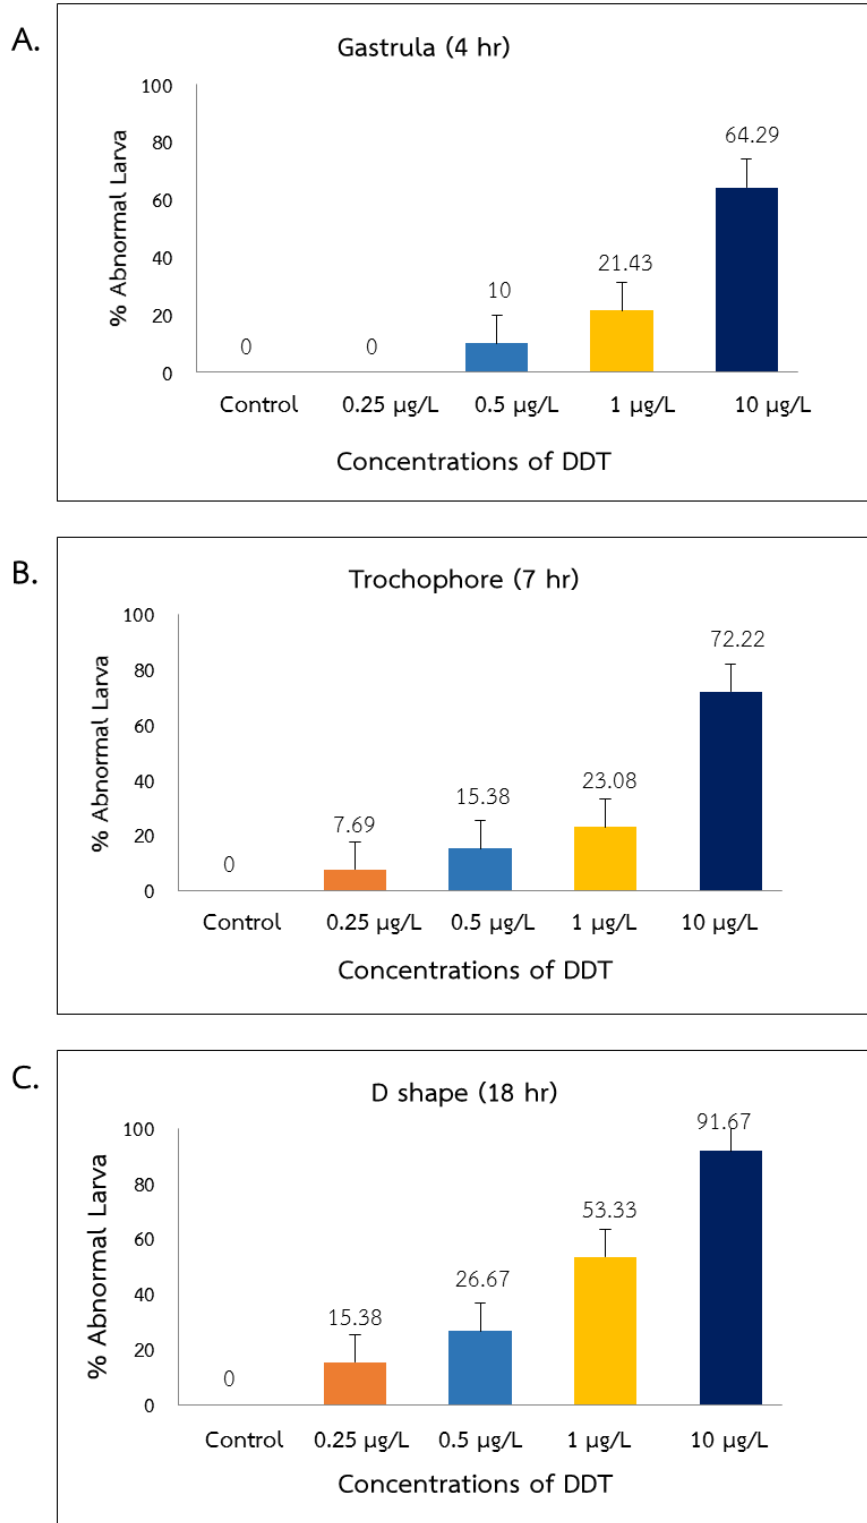 A.
Gastrula (4 hr)
% Abnormal Larva
100
80
60
40
20
0
0
0
10
21.43
64.29
Control
0.25 µg/L
0.5 µg/L
1 µg/L
10 µg/L
Concentrations of DDT
B.
Trochophore (7 hr)
% Abnormal Larva
100
80
60
40
20
0
0
7.69
15.38
23.08
72.22
Control
0.25 µg/L
0.5 µg/L
1 µg/L
10 µg/L
Concentrations of DDT
C.
D shape (18 hr)
% Abnormal Larva
100
80
60
40
20
0
0
15.38
26.67
53.33
91.67
Control
0.25 µg/L
0.5 µg/L
1 µg/L
10 µg/L
Concentrations of DDT